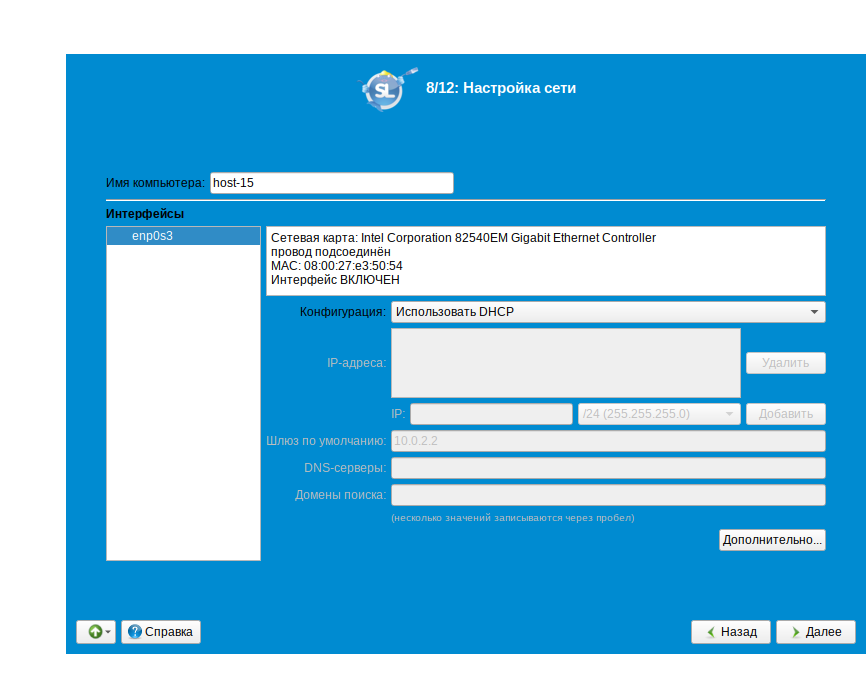 SL
8/12: Настройка сети
Имя компьютера: host-15
Интерфейсы
enp0s3
Сетевая карта: Intel Corporation 82540EM Gigabit Ethernet Controller
провод подсоединён
MAC: 08:00:27:e3:50:54
Интерфейс ВКЛЮЧЕН
Конфигурация: Использовать DHCP
IP-адреса: Удалить
IP: /24 (255.255.255.0) Добавить
Шлюз по умолчанию: 10.0.2.2
DNS-серверы:
Домены поиска:
(несколько значений записываются через пробел)
Дополнительно...
Справка Назад Далее